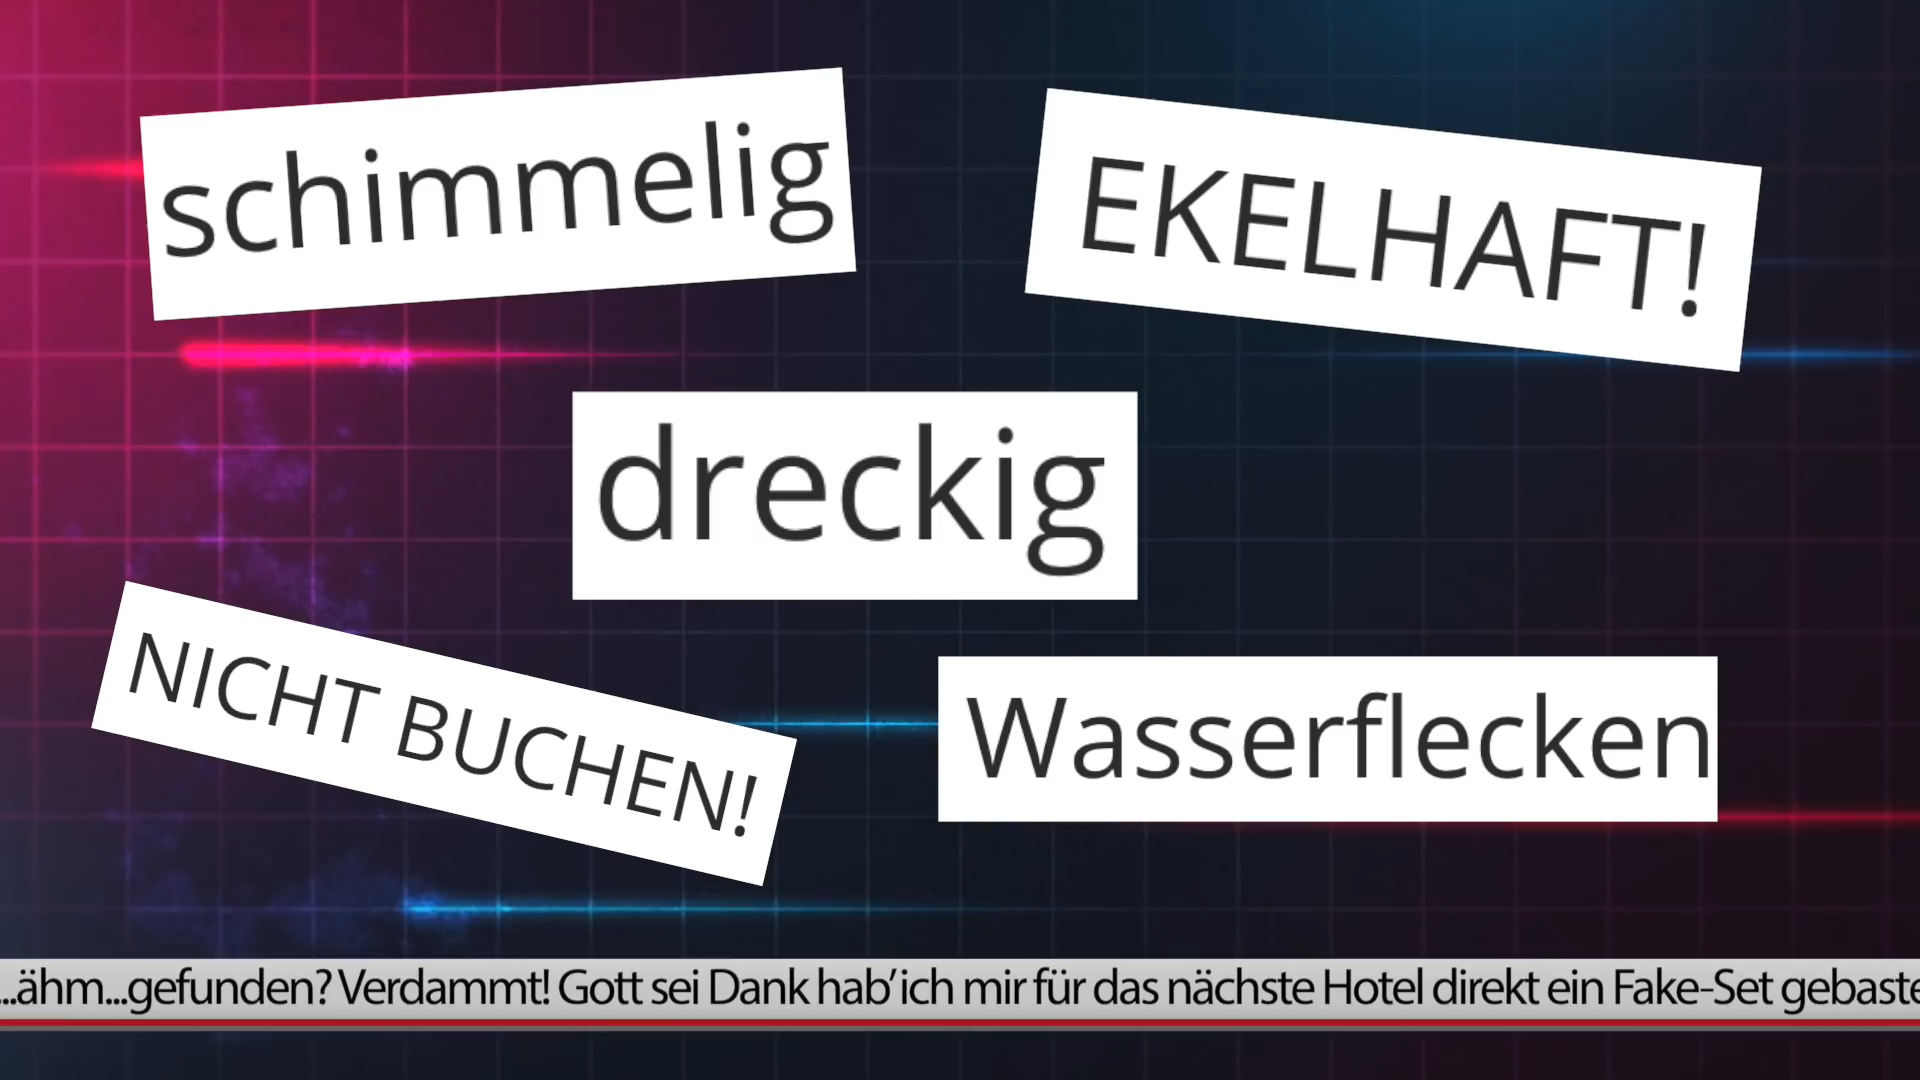 schimmelig
EKELHAFT!
dreckig
NICHT BUCHEN!
Wasserflecken
...ähm...gefunden? Verdammt! Gott sei Dank hab' ich mir für das nächste Hotel direkt ein Fake-Set gebaste